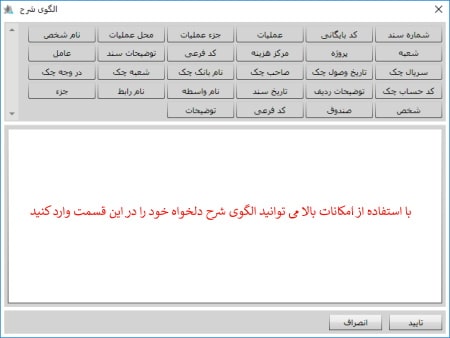 الگوی شرح
شماره سند کد بایگانی عملیات جزء عملیات محل عملیات نام شخص
شعبه پروژه مرکز هزینه کد فرعی توضیحات سند عامل
سریال چک تاریخ وصول چک صاحب چک نام بانک چک شعبه چک در وجه چک
کد حساب چک توضیحات ردیف تاریخ سند نام واسطه نام رابط جزء
شخص صندوق کد فرعی توضیحات
با استفاده از امکانات بالا می توانید الگوی شرح دلخواه خود را در این قسمت وارد کنید
تایید انصراف